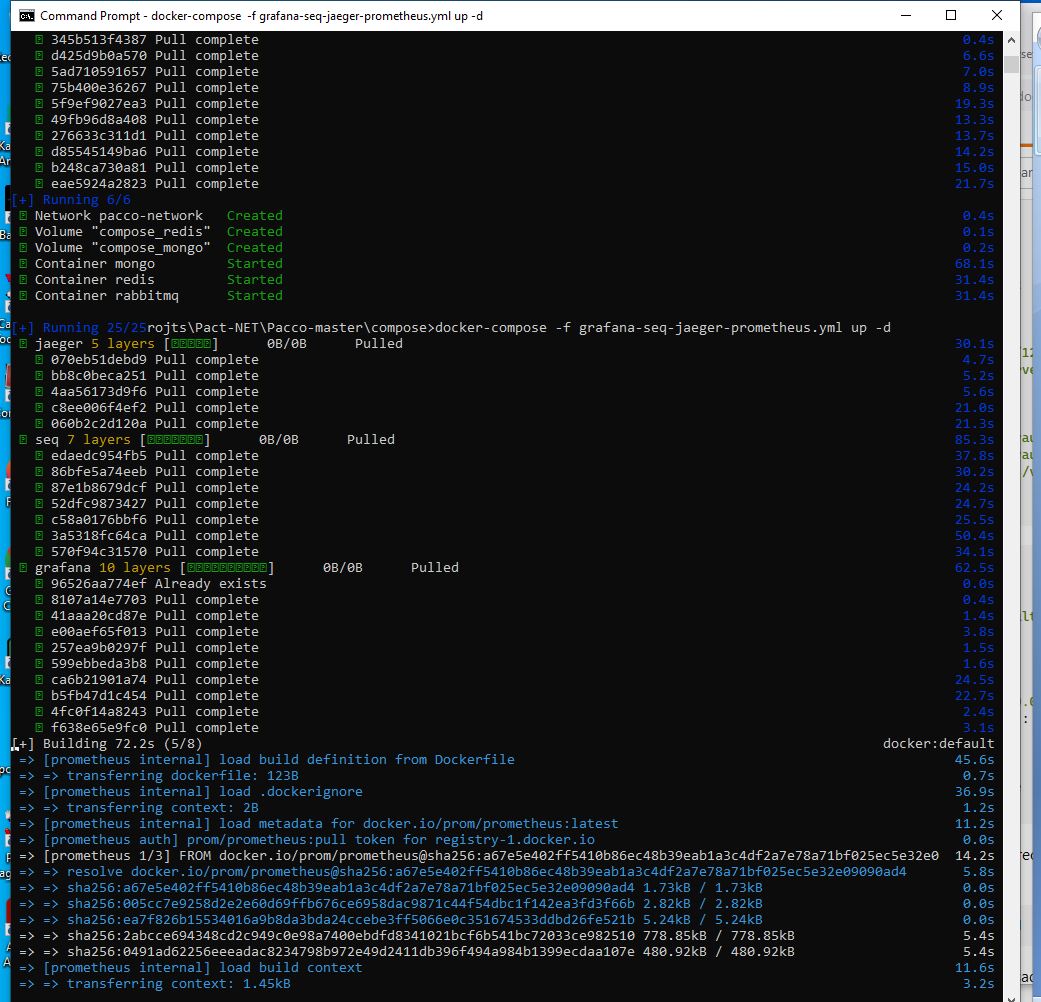 Command Prompt - docker-compose -f grafana-seq-jaeger-prometheus.yml up -d
345b513f4387 Pull complete 0.4s
d425d9b0a570 Pull complete 6.6s
5ad710591657 Pull complete 7.0s
75b400e36267 Pull complete 8.9s
5f9ef9027ea3 Pull complete 19.3s
49fb96d8a408 Pull complete 13.3s
276633c311d1 Pull complete 13.7s
d85545149ba6 Pull complete 14.2s
b248ca730a81 Pull complete 15.0s
eae5924a2823 Pull complete 21.7s
[+] Running 6/6
Network pacco-network Created 0.4s
Volume "compose_redis" Created 0.1s
Volume "compose_mongo" Created 0.2s
Container mongo Started 68.1s
Container redis Started 31.4s
Container rabbitmq Started 31.4s
[+] Running 25/25rojts\Pact-NET\Pacco-master\compose>docker-compose -f grafana-seq-jaeger-prometheus.yml up -d
jaeger 5 layers [] 0B/0B Pulled 30.1s
070eb51debd9 Pull complete 4.7s
bb8c0beca251 Pull complete 5.2s
4aa56173d9f6 Pull complete 5.6s
c8ee006f4ef2 Pull complete 21.0s
060b2c2d120a Pull complete 21.3s
seq 7 layers [] 0B/0B Pulled 85.3s
edaedc954fb5 Pull complete 37.8s
86bfe5a74eeb Pull complete 30.2s
87e1b8679dcf Pull complete 24.2s
52dfc9873427 Pull complete 24.7s
c58a0176bbf6 Pull complete 25.5s
3a5318fc64ca Pull complete 50.4s
570f94c31570 Pull complete 34.1s
grafana 10 layers [] 0B/0B Pulled 62.5s
96526aa774ef Already exists 0.0s
8107a14e7703 Pull complete 0.4s
41aaa20cd87e Pull complete 1.4s
e00aef65f013 Pull complete 3.8s
257ea9b0297f Pull complete 1.5s
599ebbeda3b8 Pull complete 1.6s
ca6b21901a74 Pull complete 24.5s
b5fb47d1c454 Pull complete 22.7s
4fc0f14a8243 Pull complete 2.4s
f638e65e9fc0 Pull complete 3.1s
[+] Building 72.2s (5/8) docker:default
=> [prometheus internal] load build definition from Dockerfile 45.6s
=> => transferring dockerfile: 123B 0.7s
=> [prometheus internal] load .dockerignore 36.9s
=> => transferring context: 2B 1.2s
=> [prometheus internal] load metadata for docker.io/prom/prometheus:latest 11.2s
=> [prometheus auth] prom/prometheus:pull token for registry-1.docker.io 0.0s
=> [prometheus 1/3] FROM docker.io/prom/prometheus@sha256:a67e5e402ff5410b86ec48b39eab1a3c4df2a7e78a71bf025ec5e32e0 14.2s
=> => resolve docker.io/prom/prometheus@sha256:a67e5e402ff5410b86ec48b39eab1a3c4df2a7e78a71bf025ec5e32e09090ad4 5.8s
=> => sha256:a67e5e402ff5410b86ec48b39eab1a3c4df2a7e78a71bf025ec5e32e09090ad4 1.73kB / 1.73kB 0.0s
=> => sha256:005cc7e9258d2e2e60d69ffb676ce6958dac9871c44f54dbc1f142ea3fd3f66b 2.82kB / 2.82kB 0.0s
=> => sha256:ea7f826b15534016a9b8da3bda24ccebe3ff5066e0c351674533ddbd26fe521b 5.24kB / 5.24kB 0.0s
=> => sha256:2abcce694348cd2c949c0e98a7400ebdfd8341021bcf6b541bc72033ce982510 778.85kB / 778.85kB 5.4s
=> => sha256:0491ad62256eeeadac8234798b972e49d2411db396f494a984b1399ecdaa107e 480.92kB / 480.92kB 5.4s
=> [prometheus internal] load build context 11.6s
=> => transferring context: 1.45kB 3.2s